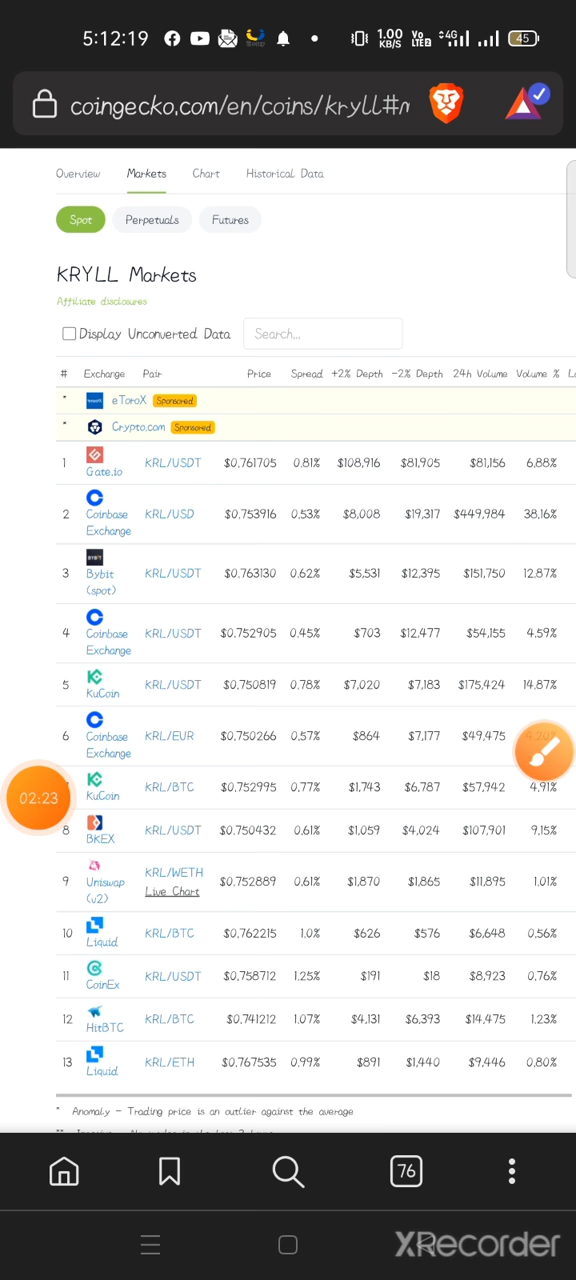 5:12:19 1.00 KB/S Vo LTE2 4G 45
coingecko.com/en/coins/kryll#m
Overview Markets Chart Historical Data
Spot Perpetuals Futures
KRYLL Markets
Affiliate disclosures
Display Unconverted Data Search...
# Exchange Pair Price Spread +2% Depth -2% Depth 24h Volume Volume %
* eToroX Sponsored
* Crypto.com Sponsored
1 Gate.io KRL/USDT $0.761705 0.81% $108,916 $81,905 $81,156 6.88%
2 Coinbase Exchange KRL/USD $0.753916 0.53% $8,008 $19,317 $449,984 38.16%
3 Bybit (spot) KRL/USDT $0.763130 0.62% $5,531 $12,395 $151,750 12.87%
4 Coinbase Exchange KRL/USDT $0.752905 0.45% $703 $12,477 $54,155 4.59%
5 KuCoin KRL/USDT $0.750819 0.78% $7,020 $7,183 $175,424 14.87%
6 Coinbase Exchange KRL/EUR $0.750266 0.57% $864 $7,177 $49,475
KuCoin KRL/BTC $0.752995 0.77% $1,743 $6,787 $57,942 4.91%
02:23
8 BKEX KRL/USDT $0.750432 0.61% $1,059 $4,024 $107,901 9.15%
9 Uniswap (v2) KRL/WETH Live Chart $0.752889 0.61% $1,870 $1,865 $11,895 1.01%
10 Liquid KRL/BTC $0.762215 1.0% $626 $576 $6,648 0.56%
11 CoinEx KRL/USDT $0.758712 1.25% $191 $18 $8,923 0.76%
12 HitBTC KRL/BTC $0.741212 1.07% $4,131 $6,393 $14,475 1.23%
13 Liquid KRL/ETH $0.767535 0.99% $891 $1,440 $9,446 0.80%
* Anomaly - Trading price is an outlier against the average
76
XRecorder